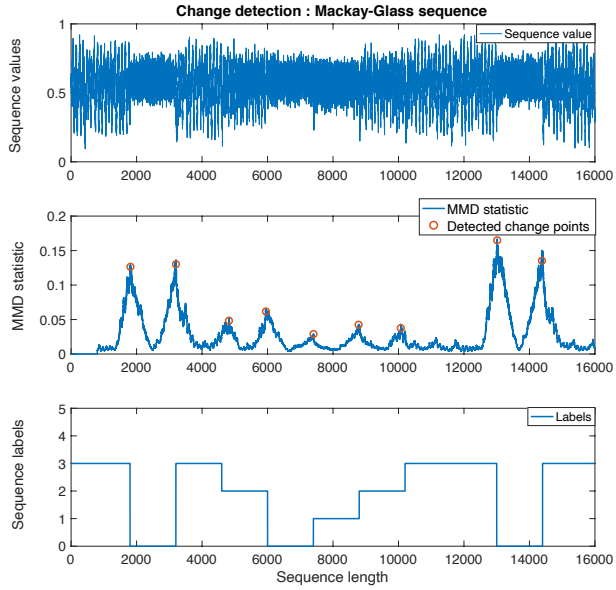 Change detection : Mackay-Glass sequence
Sequence values
1
0.5
0
Sequence value
0 2000 4000 6000 8000 10000 12000 14000 16000
MMD statistic
0.2
0.15
0.1
0.05
0
MMD statistic
Detected change points
0 2000 4000 6000 8000 10000 12000 14000 16000
Sequence labels
5
4
3
2
1
0
Labels
0 2000 4000 6000 8000 10000 12000 14000 16000
Sequence length